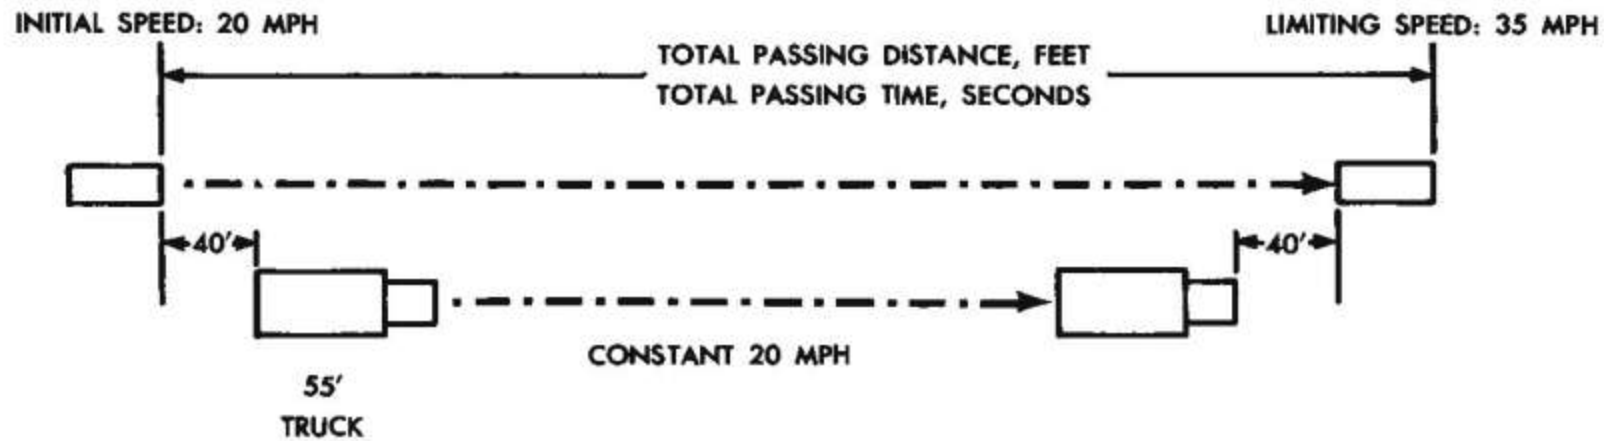 INITIAL SPEED: 20 MPH
LIMITING SPEED: 35 MPH
TOTAL PASSING DISTANCE, FEET
TOTAL PASSING TIME, SECONDS
40'
40'
CONSTANT 20 MPH
55'
TRUCK